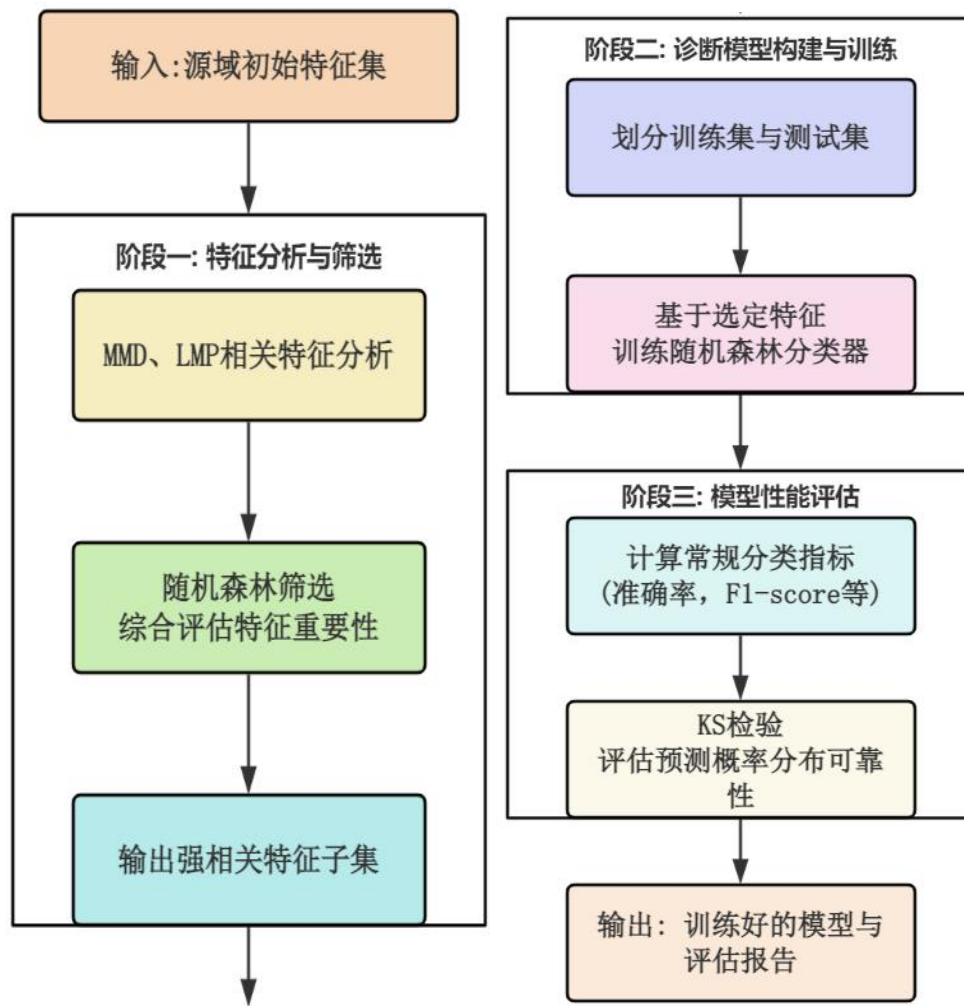 输入:源域初始特征集
阶段一: 特征分析与筛选
MMD、LMP相关特征分析
随机森林筛选
综合评估特征重要性
输出强相关特征子集
阶段二: 诊断模型构建与训练
划分训练集与测试集
基于选定特征
训练随机森林分类器
阶段三: 模型性能评估
计算常规分类指标
(准确率, F1-score等)
KS检验
评估预测概率分布可靠
性
输出: 训练好的模型与
评估报告